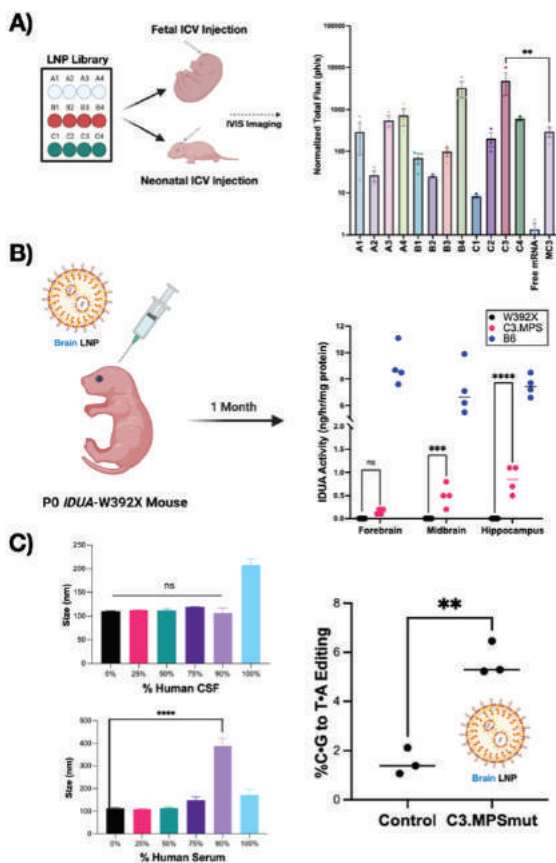 A)
Fetal ICV Injection
LNP Library
A1 A2 A3 A4
B1 B2 B3 B4
C1 C2 C3 C4
IVIS Imaging
Neonatal ICV Injection
Normalized Total Flux (ph/s)
100000
10000
1000
100
10
1
**
A1
A2
A3
A4
B1
B2
B3
B4
C1
C2
C3
C4
Free mRNA
MC3
B)
Brain LNP
1 Month
P0 IDUA-W392X Mouse
W392X
C3.MPS
B6
IDUA Activity (ng/hr/mg protein)
12
10
8
6
4
2.0
1.5
1.0
0.5
0.0
ns
***
****
Forebrain Midbrain Hippocampus
C)
Size (nm)
250
200
150
100
50
0
ns
0% 25% 50% 75% 90% 100%
% Human CSF
Size (nm)
500
400
300
200
100
0
****
0% 25% 50% 75% 90% 100%
% Human Serum
%C•G to T•A Editing
8
6
4
2
0
**
Brain LNP
Control C3.MPSmut